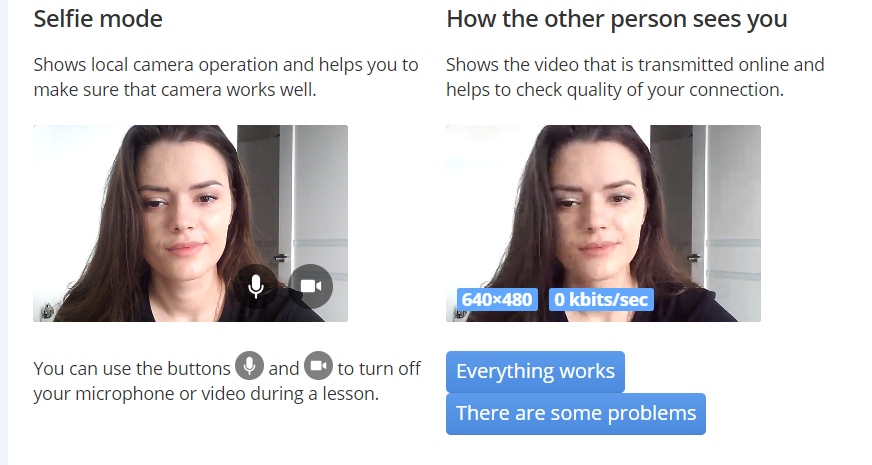 Selfie mode
Shows local camera operation and helps you to
make sure that camera works well.
You can use the buttons and to turn off
your microphone or video during a lesson.
How the other person sees you
Shows the video that is transmitted online and
helps to check quality of your connection.
640×480 0 kbits/sec
Everything works
There are some problems